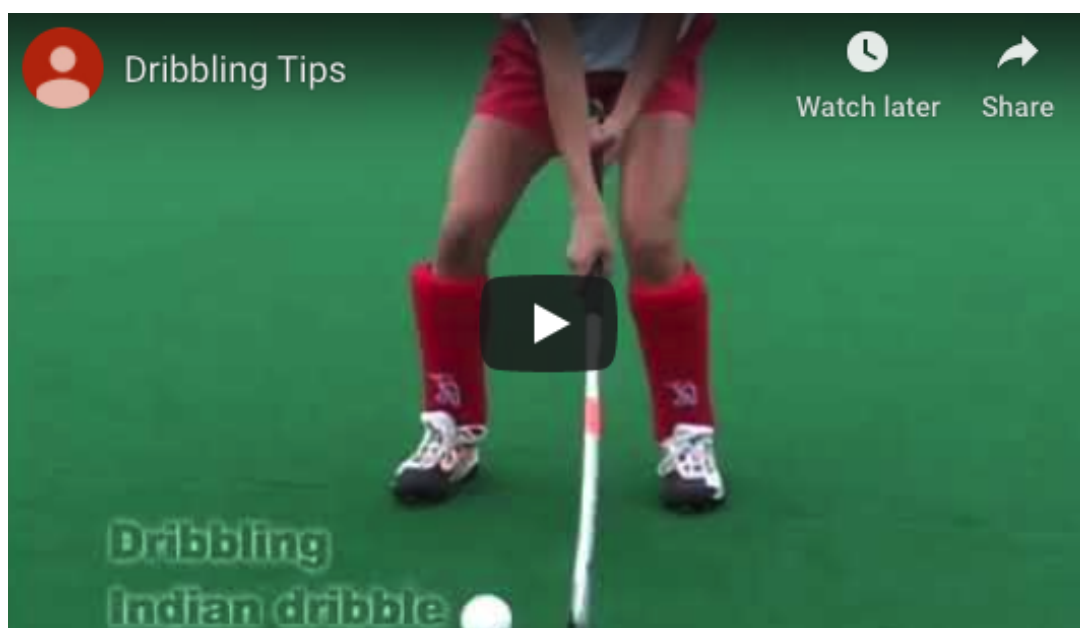 Dribbling Tips
Watch later
Share
Dribbling
Indian dribble